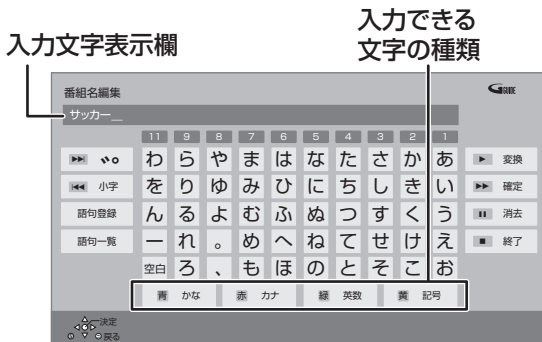 入力できる
文字の種類
入力文字表示欄
番組名編集
G GUIDE
サッカー＿
11 9 8 7 6 5 4 3 2 1
▶▶| ゛゜ わ ら や ま は な た さ か あ ▶ 変換
|◀◀ 小字 を り ゆ み ひ に ち し き い ▶▶ 確定
語句登録 ん る よ む ふ ぬ つ す く う ❚❚ 消去
語句一覧 ー れ 。 め へ ね て せ け え ■ 終了
空白 ろ 、 も ほ の と そ こ お
青 かな 赤 カナ 緑 英数 黄 記号
決定
戻る